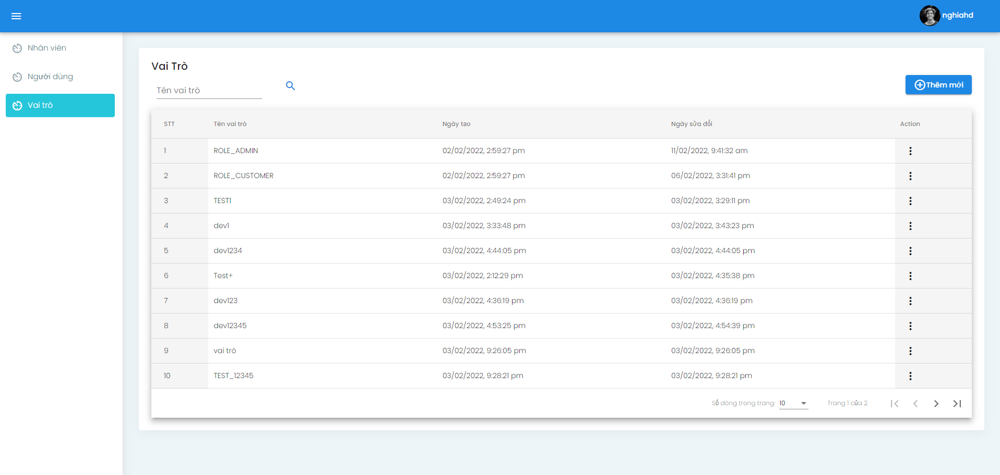 nghiahd
Nhân viên
Người dùng
Vai trò
Vai Trò
Tên vai trò
Thêm mới
STT Tên vai trò Ngày tạo Ngày sửa đổi Action
1 ROLE_ADMIN 02/02/2022, 2:59:27 pm 11/02/2022, 9:41:32 am
2 ROLE_CUSTOMER 02/02/2022, 2:59:27 pm 06/02/2022, 3:31:41 pm
3 TEST1 03/02/2022, 2:49:24 pm 03/02/2022, 3:29:11 pm
4 dev1 03/02/2022, 3:33:48 pm 03/02/2022, 3:43:23 pm
5 dev1234 03/02/2022, 4:44:05 pm 03/02/2022, 4:44:05 pm
6 Test+ 03/02/2022, 2:12:29 pm 03/02/2022, 4:35:38 pm
7 dev123 03/02/2022, 4:36:19 pm 03/02/2022, 4:36:19 pm
8 dev12345 03/02/2022, 4:53:25 pm 03/02/2022, 4:54:39 pm
9 vai trò 03/02/2022, 9:26:05 pm 03/02/2022, 9:26:05 pm
10 TEST_12345 03/02/2022, 9:28:21 pm 03/02/2022, 9:28:21 pm
Số dòng trong trang: 10 Trang 1 của 2